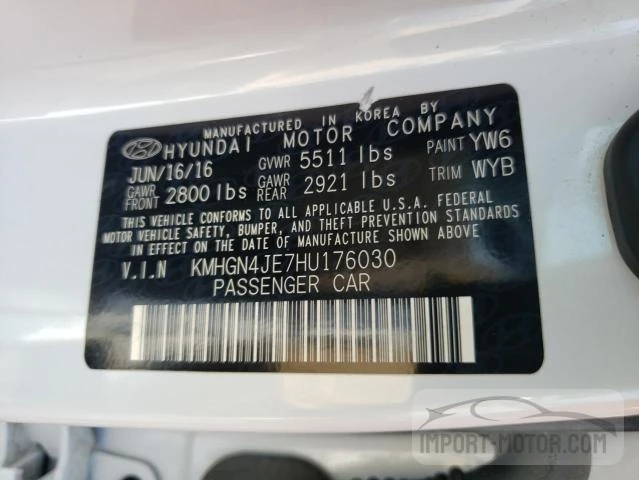 MANUFACTURED IN KOREA BY
HYUNDAI MOTOR COMPANY
JUN/16/16 GVWR 5511 lbs PAINT YW6
GAWR FRONT 2800 lbs GAWR REAR 2921 lbs TRIM WYB
THIS VEHICLE CONFORMS TO ALL APPLICABLE U.S.A. FEDERAL
MOTOR VEHICLE SAFETY, BUMPER, AND THEFT PREVENTION STANDARDS
IN EFFECT ON THE DATE OF MANUFACTURE SHOWN ABOVE.
V.I.N KMHGN4JE7HU176030
PASSENGER CAR
IMPORT-MOTOR.COM